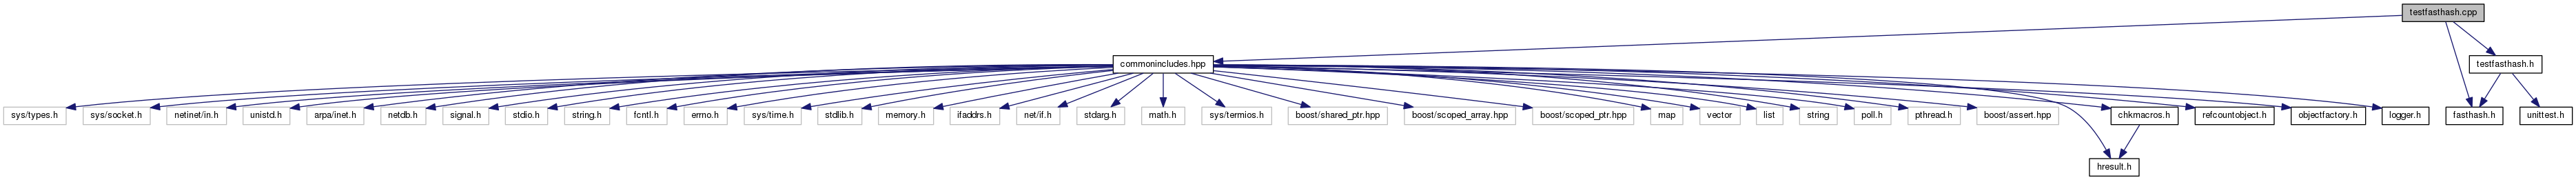 testfasthash.cpp
commonincludes.hpp
testfasthash.h
sys/types.h
sys/socket.h
netinet/in.h
unistd.h
arpa/inet.h
netdb.h
signal.h
stdio.h
string.h
fcntl.h
errno.h
sys/time.h
stdlib.h
memory.h
ifaddrs.h
net/if.h
stdarg.h
math.h
sys/termios.h
boost/shared_ptr.hpp
boost/scoped_array.hpp
boost/scoped_ptr.hpp
map
vector
list
string
poll.h
pthread.h
boost/assert.hpp
chkmacros.h
refcountobject.h
objectfactory.h
logger.h
fasthash.h
unittest.h
hresult.h